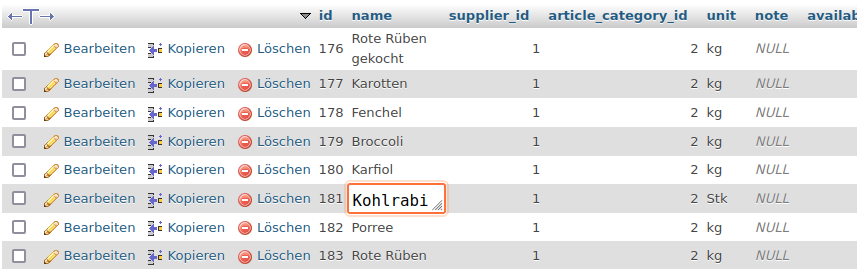 ←T→ id name supplier_id article_category_id unit note availab
Bearbeiten Kopieren Löschen 176 Rote Rüben gekocht 1 2 kg NULL
Bearbeiten Kopieren Löschen 177 Karotten 1 2 kg NULL
Bearbeiten Kopieren Löschen 178 Fenchel 1 2 kg NULL
Bearbeiten Kopieren Löschen 179 Broccoli 1 2 kg NULL
Bearbeiten Kopieren Löschen 180 Karfiol 1 2 kg NULL
Bearbeiten Kopieren Löschen 181 Kohlrabi 1 2 Stk NULL
Bearbeiten Kopieren Löschen 182 Porree 1 2 kg NULL
Bearbeiten Kopieren Löschen 183 Rote Rüben 1 2 kg NULL